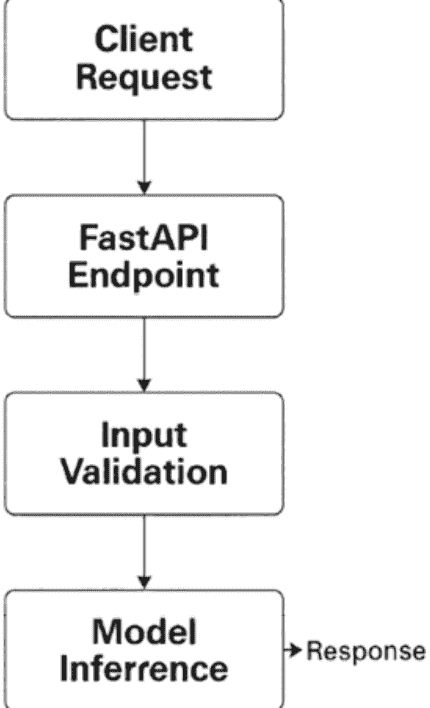 Client
Request
FastAPI
Endpoint
Input
Validation
Model
Inferrence
Response